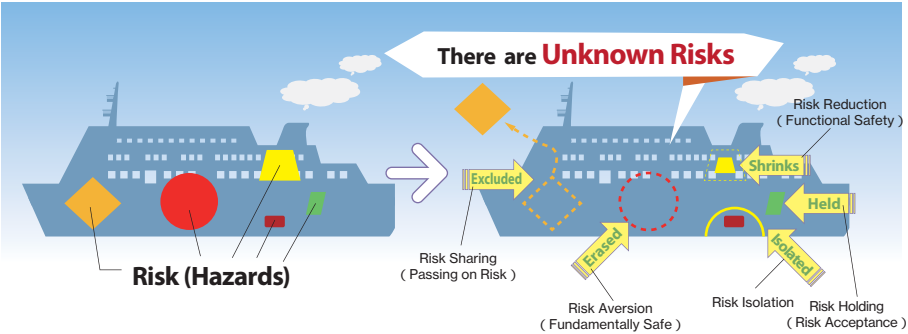 There are Unknown Risks
Risk Reduction
( Functional Safety )
Shrinks
Excluded
Held
Erased
Isolated
Risk (Hazards)
Risk Sharing
( Passing on Risk )
Risk Aversion
( Fundamentally Safe )
Risk Isolation
Risk Holding
( Risk Acceptance )